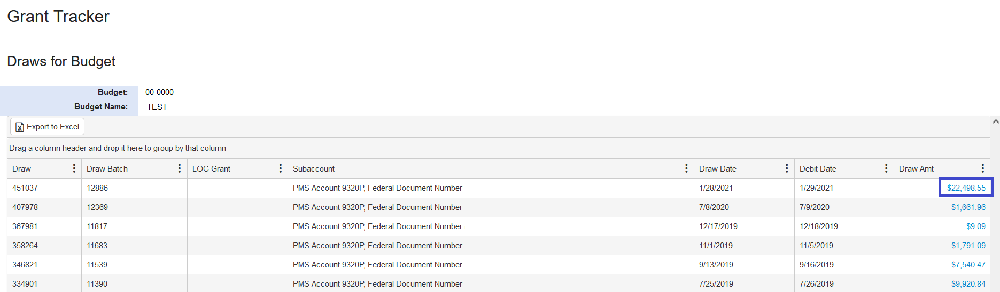 Grant Tracker
Draws for Budget
Budget: 00-0000
Budget Name: TEST
Export to Excel
Drag a column header and drop it here to group by that column
Draw Draw Batch LOC Grant Subaccount Draw Date Debit Date Draw Amt
451037 12886 PMS Account 9320P, Federal Document Number 1/28/2021 1/29/2021 $22,498.55
407978 12369 PMS Account 9320P, Federal Document Number 7/8/2020 7/9/2020 $1,661.96
367981 11817 PMS Account 9320P, Federal Document Number 12/17/2019 12/18/2019 $9.09
358264 11683 PMS Account 9320P, Federal Document Number 11/1/2019 11/5/2019 $1,791.09
346821 11539 PMS Account 9320P, Federal Document Number 9/13/2019 9/16/2019 $7,540.47
334901 11390 PMS Account 9320P, Federal Document Number 7/25/2019 7/26/2019 $9,920.84